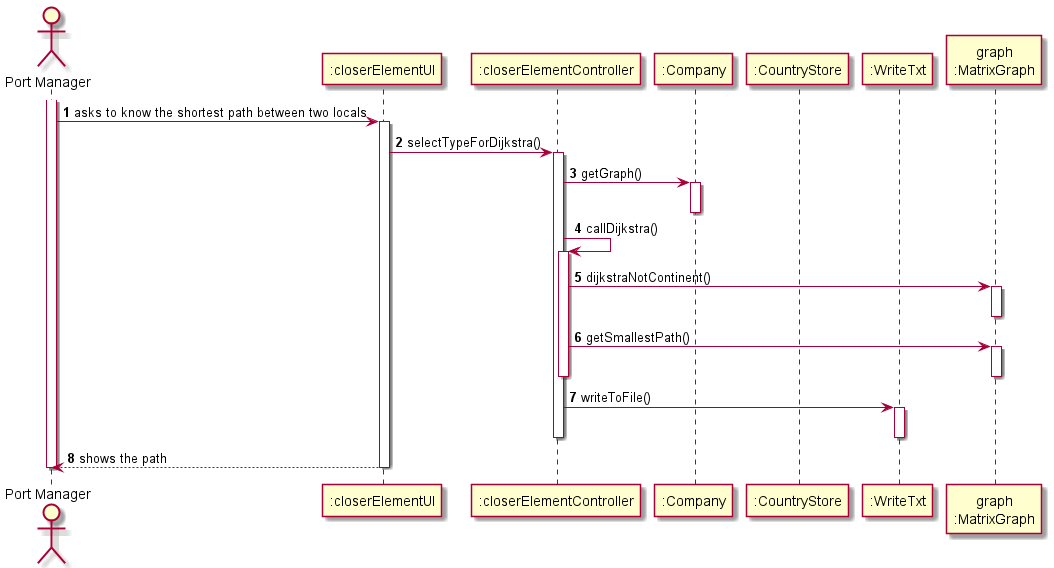 Port Manager
:closerElementUI
:closerElementController
:Company
:CountryStore
:WriteTxt
graph
:MatrixGraph
1 asks to know the shortest path between two locals
2 selectTypeForDijkstra()
3 getGraph()
4 callDijkstra()
5 dijkstraNotContinent()
6 getSmallestPath()
7 writeToFile()
8 shows the path
Port Manager
:closerElementUI
:closerElementController
:Company
:CountryStore
:WriteTxt
graph
:MatrixGraph